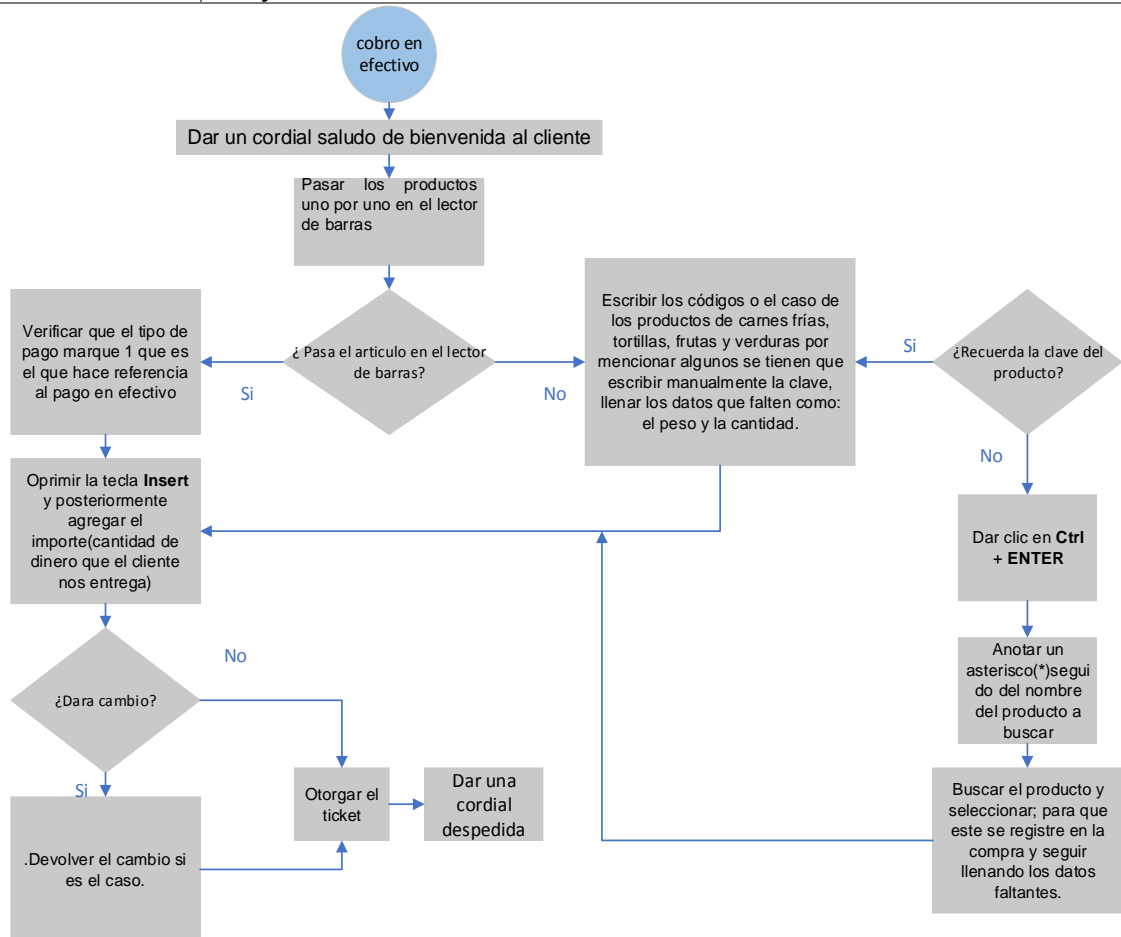 cobro en
efectivo
Dar un cordial saludo de bienvenida al cliente
Pasar los productos
uno por uno en el lector
de barras
¿ Pasa el articulo en el lector
de barras?
Si
No
Verificar que el tipo de
pago marque 1 que es
el que hace referencia
al pago en efectivo
Escribir los códigos o el caso de
los productos de carnes frías,
tortillas, frutas y verduras por
mencionar algunos se tienen que
escribir manualmente la clave,
llenar los datos que falten como:
el peso y la cantidad.
Si
¿Recuerda la clave del
producto?
No
Oprimir la tecla Insert
y posteriormente
agregar el
importe(cantidad de
dinero que el cliente
nos entrega)
Dar clic en Ctrl
+ ENTER
Anotar un
asterisco(*)segui
do del nombre
del producto a
buscar
Buscar el producto y
seleccionar; para que
este se registre en la
compra y seguir
llenando los datos
faltantes.
¿Dara cambio?
No
Si
.Devolver el cambio si
es el caso.
Otorgar el
ticket
Dar una
cordial
despedida